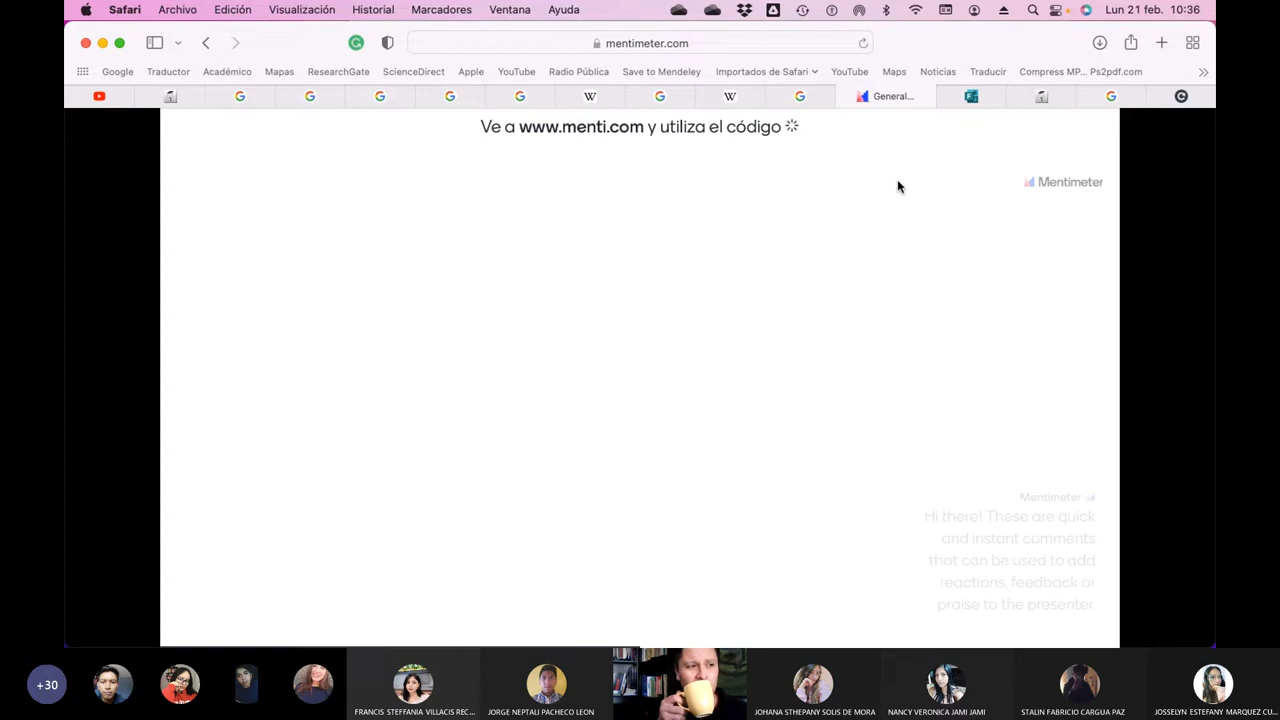 Safari Archivo Edición Visualización Historial Marcadores Ventana Ayuda Lun 21 feb. 10:36
mentimeter.com
Google Traductor Académico Mapas ResearchGate ScienceDirect Apple YouTube Radio Pública Save to Mendeley Importados de Safari YouTube Maps Noticias Traducir Compress MP... Ps2pdf.com
General...
Ve a www.menti.com y utiliza el código
Mentimeter
Mentimeter
Hi there! These are quick
and instant comments
that can be used to add
reactions, feedback or
praise to the presenter.
+30
FRANCIS STEFFANIA VILLACIS REC...
JORGE NEPTALI PACHECO LEON
JOHANA STHEPANY SOLIS DE MORA
NANCY VERONICA JAMI JAMI
STALIN FABRICIO CARGUA PAZ
JOSSELYN ESTEFANY MARQUEZ CU...